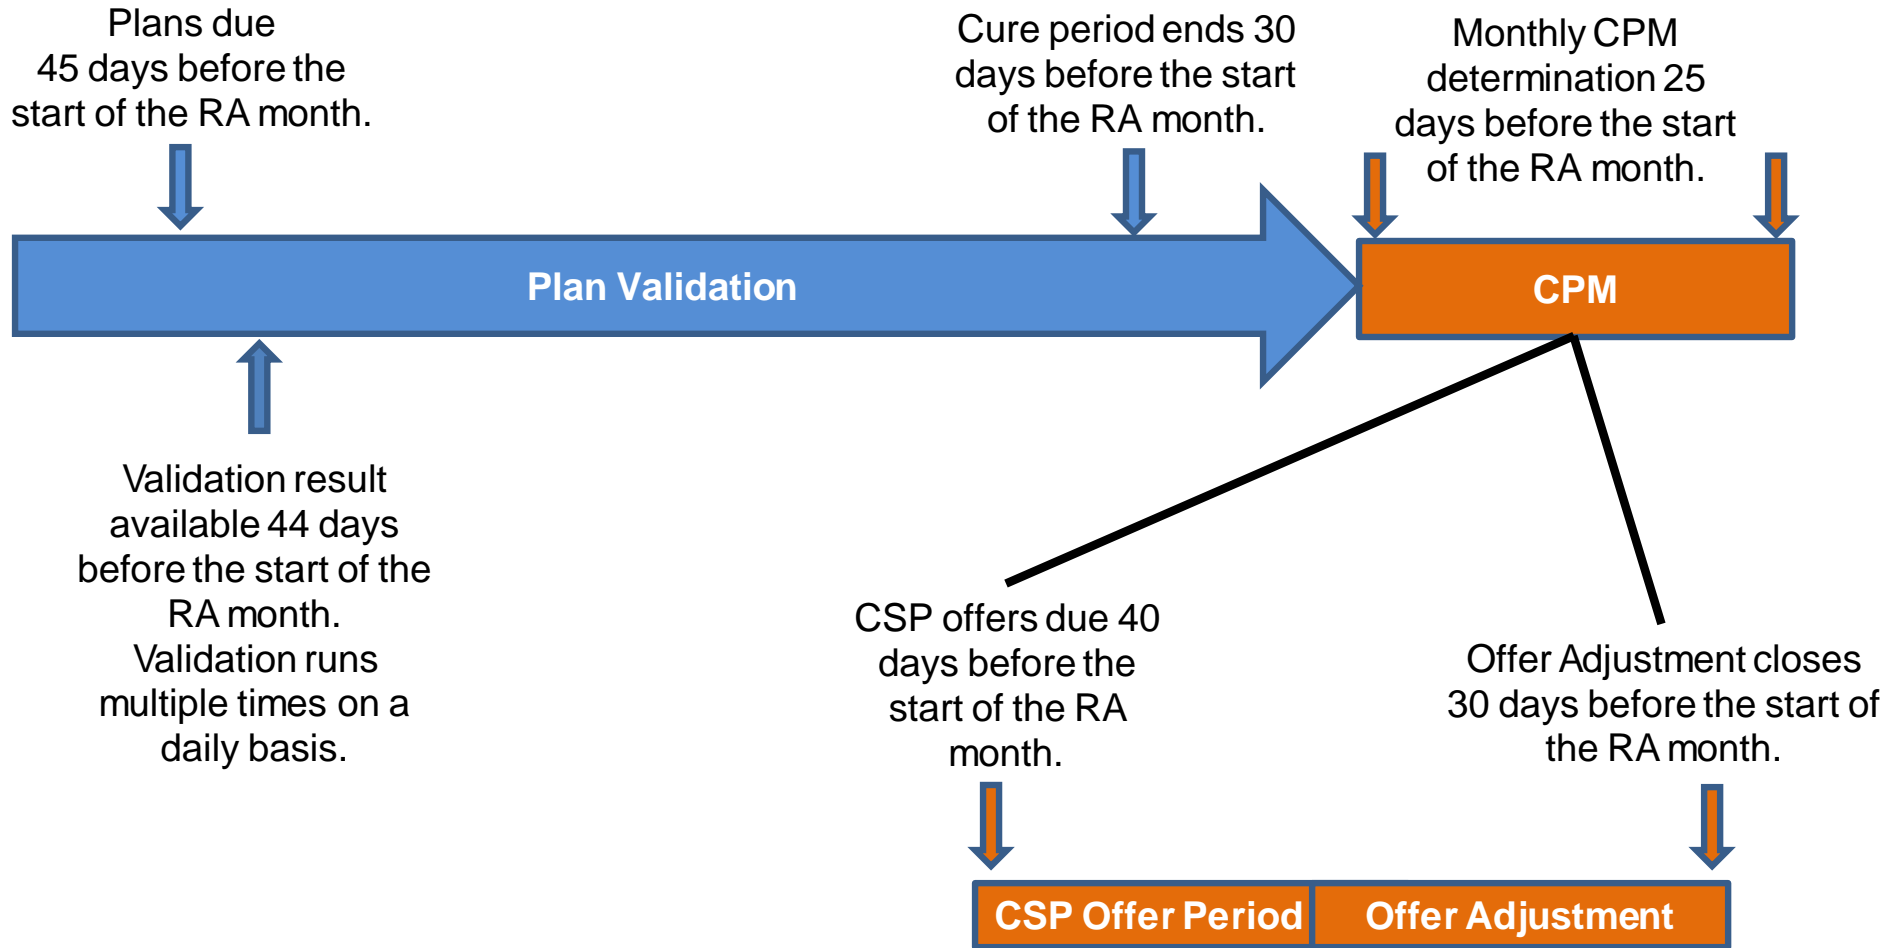 Plans due
45 days before the
start of the RA month.
Cure period ends 30
days before the start
of the RA month.
Monthly CPM
determination 25
days before the start
of the RA month.
Plan Validation
CPM
Validation result
available 44 days
before the start of the
RA month.
Validation runs
multiple times on a
daily basis.
CSP offers due 40
days before the
start of the RA
month.
Offer Adjustment closes
30 days before the start of
the RA month.
CSP Offer Period
Offer Adjustment